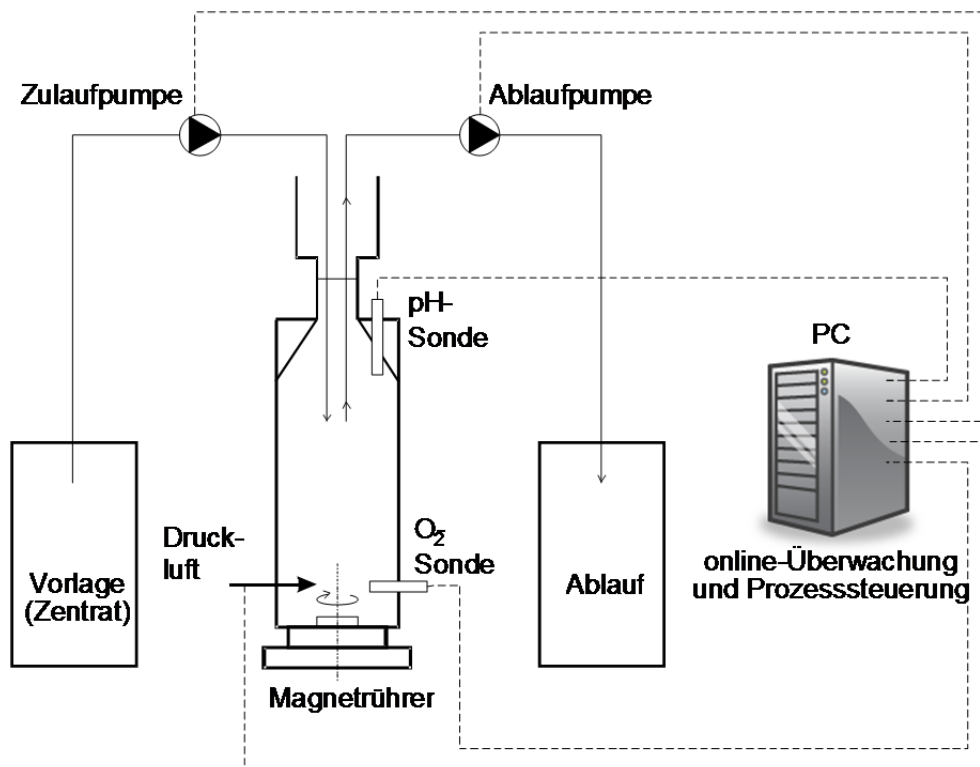 Zulaufpumpe
Ablaufpumpe
pH-
Sonde
PC
Druck-
luft
O2-
Sonde
Vorlage
(Zentrat)
Ablauf
online-Überwachung
und Prozesssteuerung
Magnetrührer